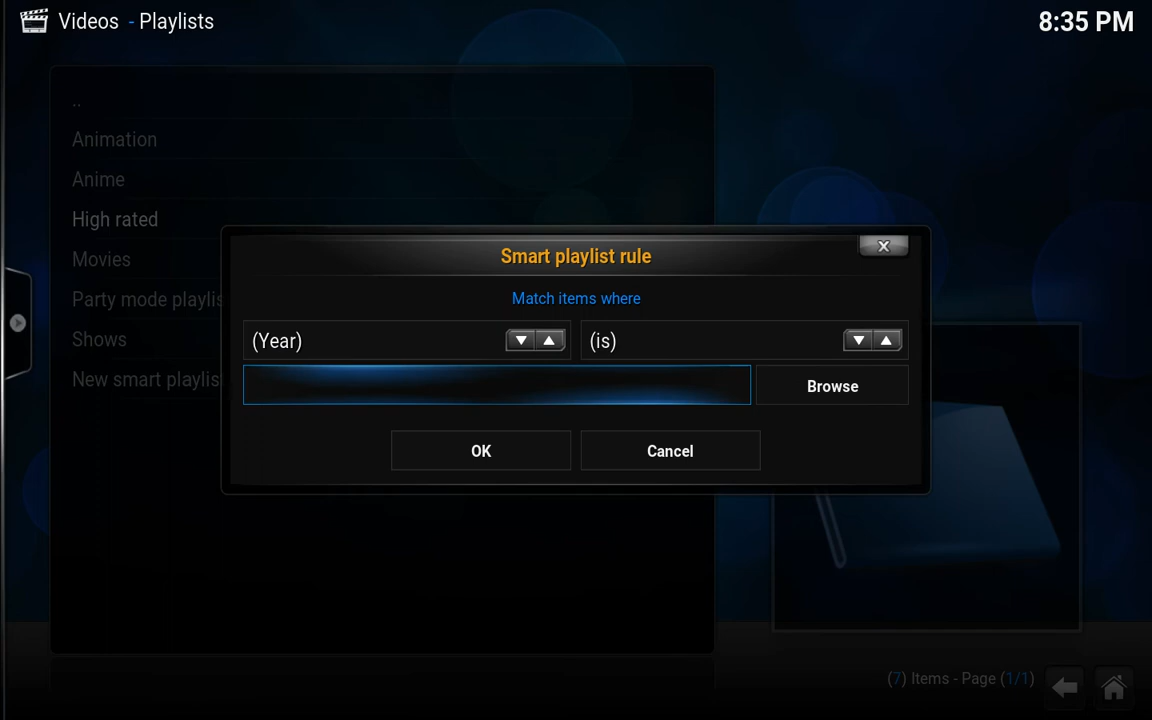 Videos - Playlists
8:35 PM
..
Animation
Anime
High rated
Movies
Party mode playlis
Shows
New smart playlis
Smart playlist rule
Match items where
(Year)
(is)
Browse
OK
Cancel
(7) Items - Page (1/1)